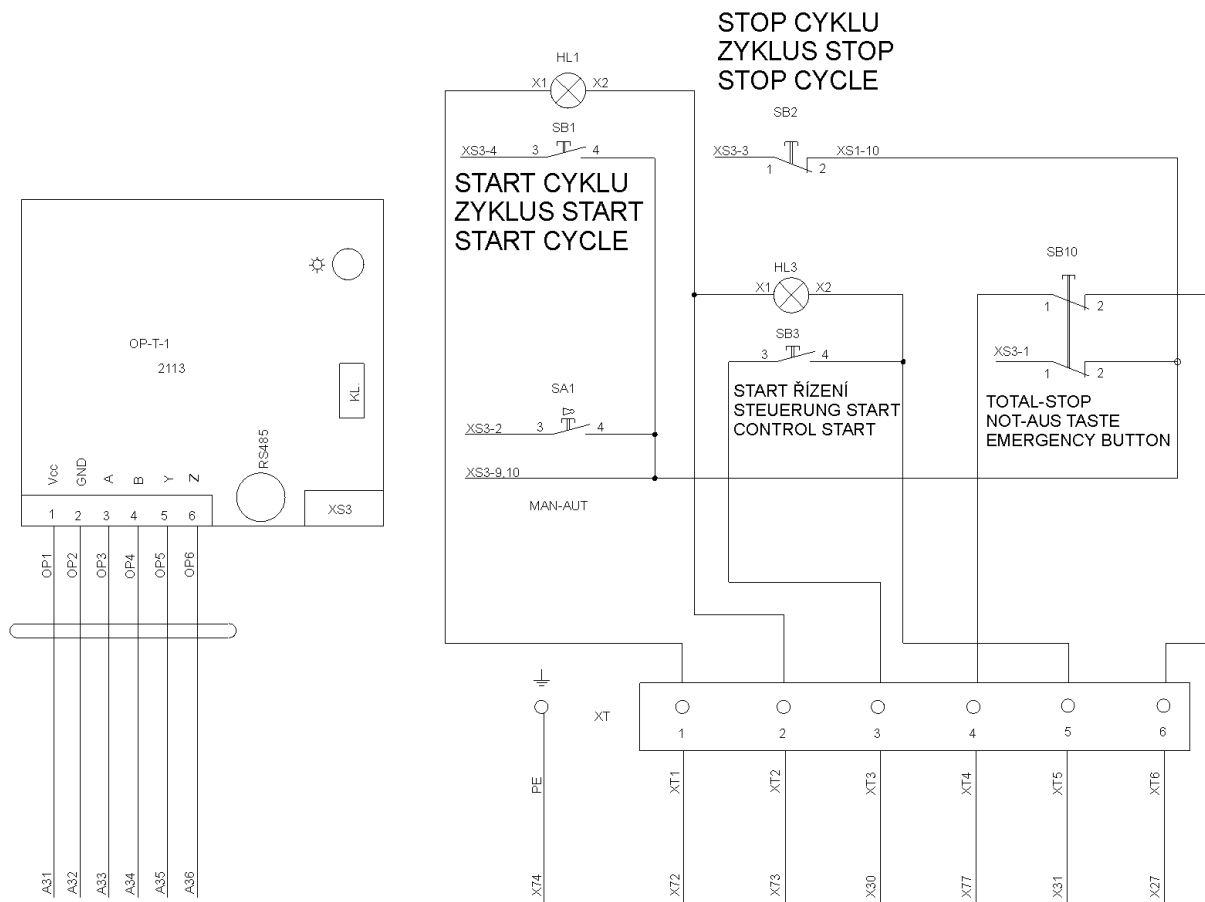 STOP CYKLU
ZYKLUS STOP
STOP CYCLE
HL1
X1 X2
SB1
XS3-4 3 4
START CYKLU
ZYKLUS START
START CYCLE
SB2
XS3-3 1 2 XS1-10
OP-T-1
2113
KL.
RS485
XS3
Vcc GND A B Y Z
1 2 3 4 5 6
OP1 OP2 OP3 OP4 OP5 OP6
A31 A32 A33 A34 A35 A36
HL3
X1 X2
SB3
3 4
START ŘÍZENÍ
STEUERUNG START
CONTROL START
SB10
1 2
XS3-1
1 2
TOTAL-STOP
NOT-AUS TASTE
EMERGENCY BUTTON
SA1
XS3-2 3 4
XS3-9,10
MAN-AUT
XT
1 2 3 4 5 6
PE XT1 XT2 XT3 XT4 XT5 XT6
X74 X72 X73 X30 X77 X31 X27